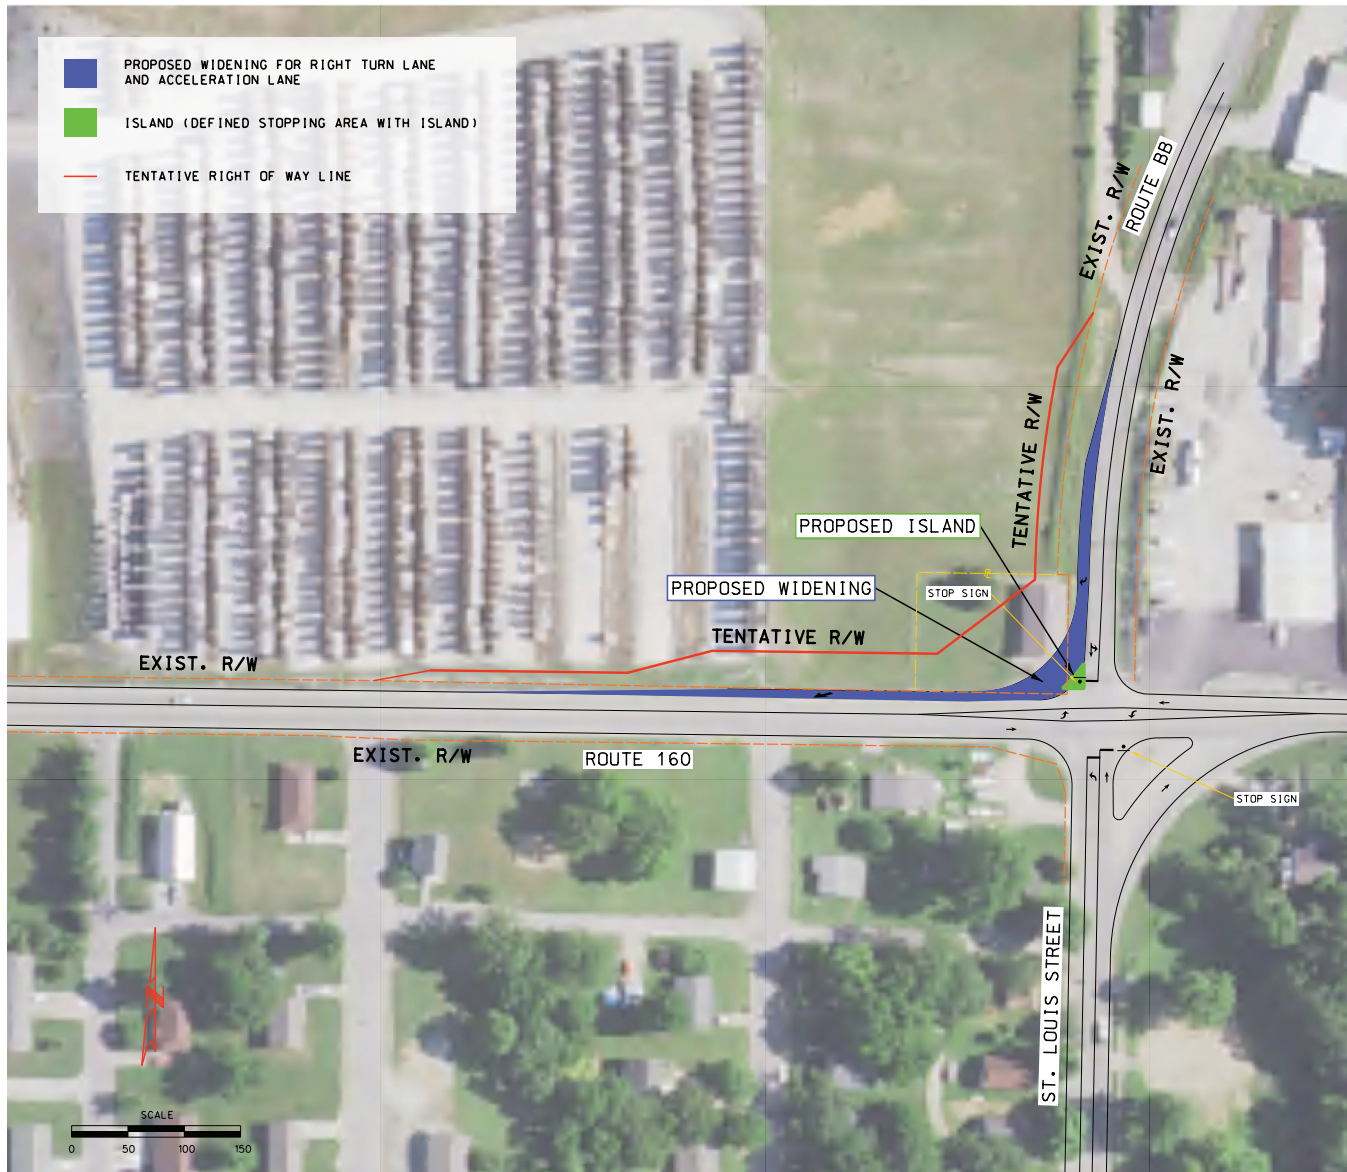 PROPOSED WIDENING FOR RIGHT TURN LANE
AND ACCELERATION LANE
ISLAND (DEFINED STOPPING AREA WITH ISLAND)
TENTATIVE RIGHT OF WAY LINE
EXIST. R/W
ROUTE BB
EXIST. R/W
TENTATIVE R/W
PROPOSED ISLAND
PROPOSED WIDENING
STOP SIGN
TENTATIVE R/W
EXIST. R/W
EXIST. R/W
ROUTE 160
STOP SIGN
ST. LOUIS STREET
N
SCALE
0 50 100 150